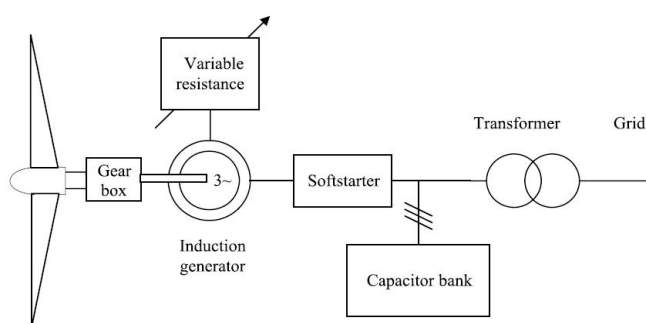 Variable
resistance
Transformer
Grid
Gear
box
3~
Softstarter
Induction
generator
Capacitor bank